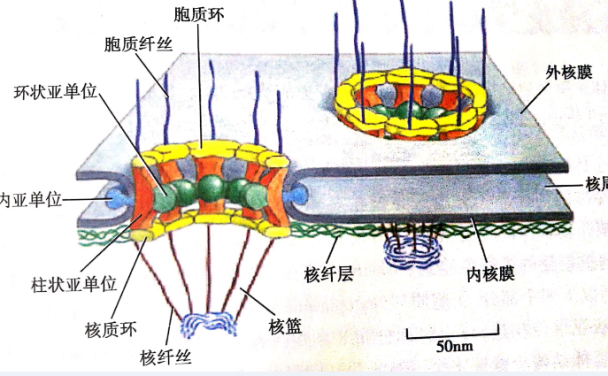 胞质环
胞质纤丝
环状亚单位
外核膜
内亚单位
核周
柱状亚单位
核质环
核纤丝
核篮
核纤层
内核膜
50nm